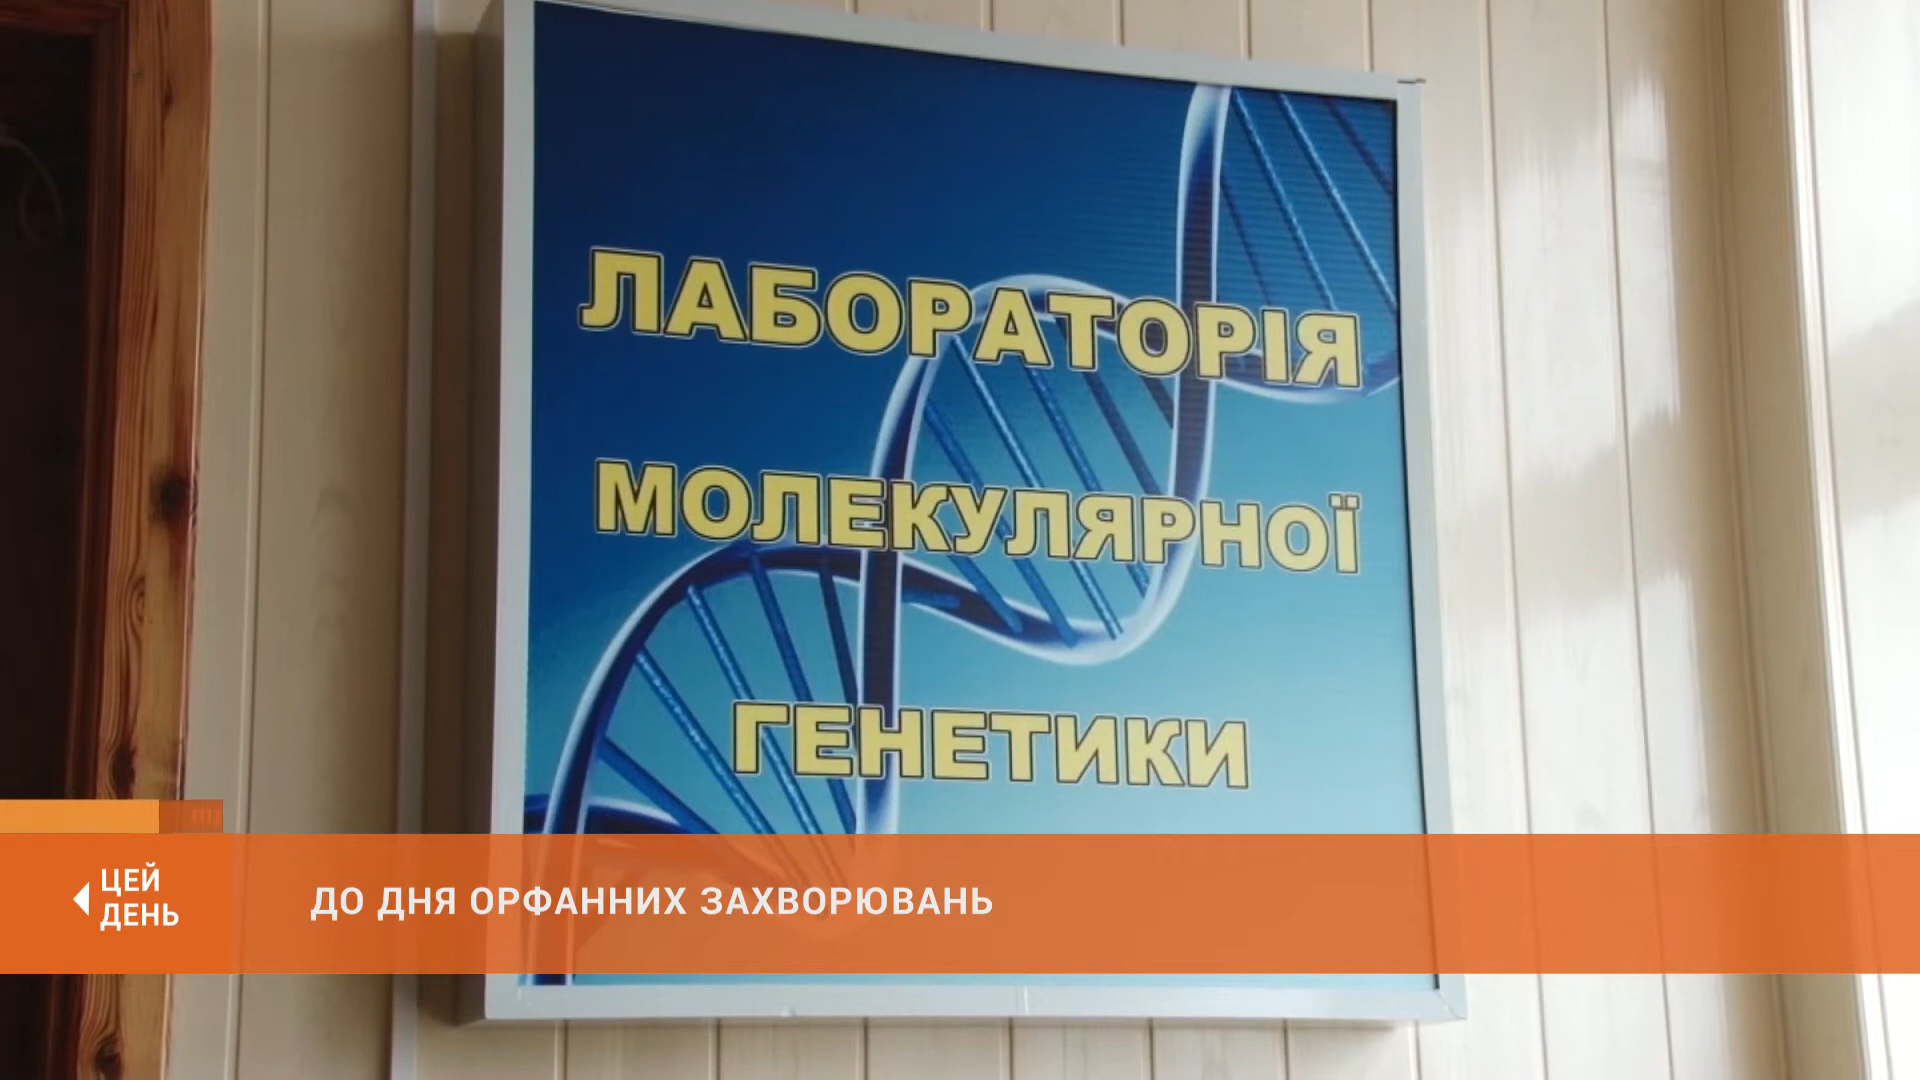 ЛАБОРАТОРІЯ
МОЛЕКУЛЯРНОЇ
ГЕНЕТИКИ
ЦЕЙ
ДЕНЬ
ДО ДНЯ ОРФАННИХ ЗАХВОРЮВАНЬ